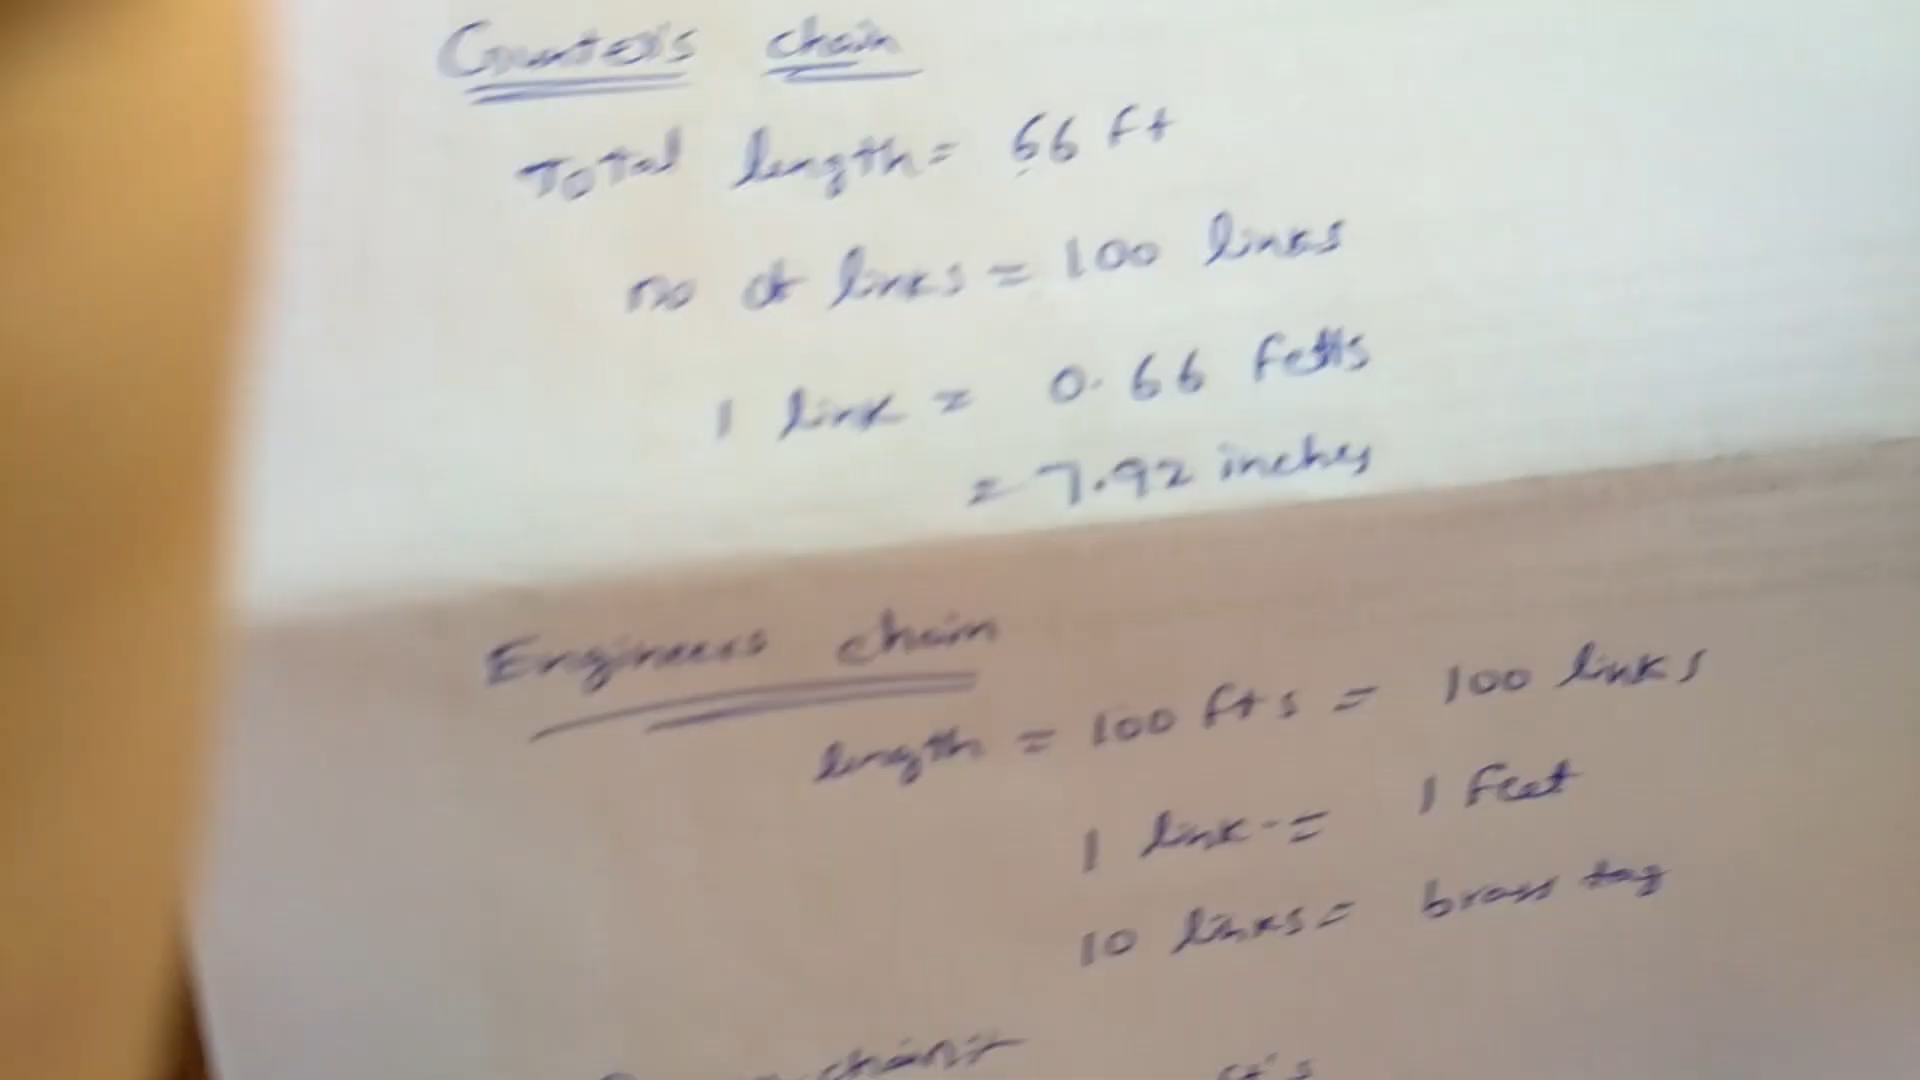 Gunter's chain
Total length = 66 ft
no of links = 100 links
1 link = 0.66 feets
= 7.92 inches
Engineers chain
length = 100 fts = 100 links
1 link = 1 feet
10 links = brass tag